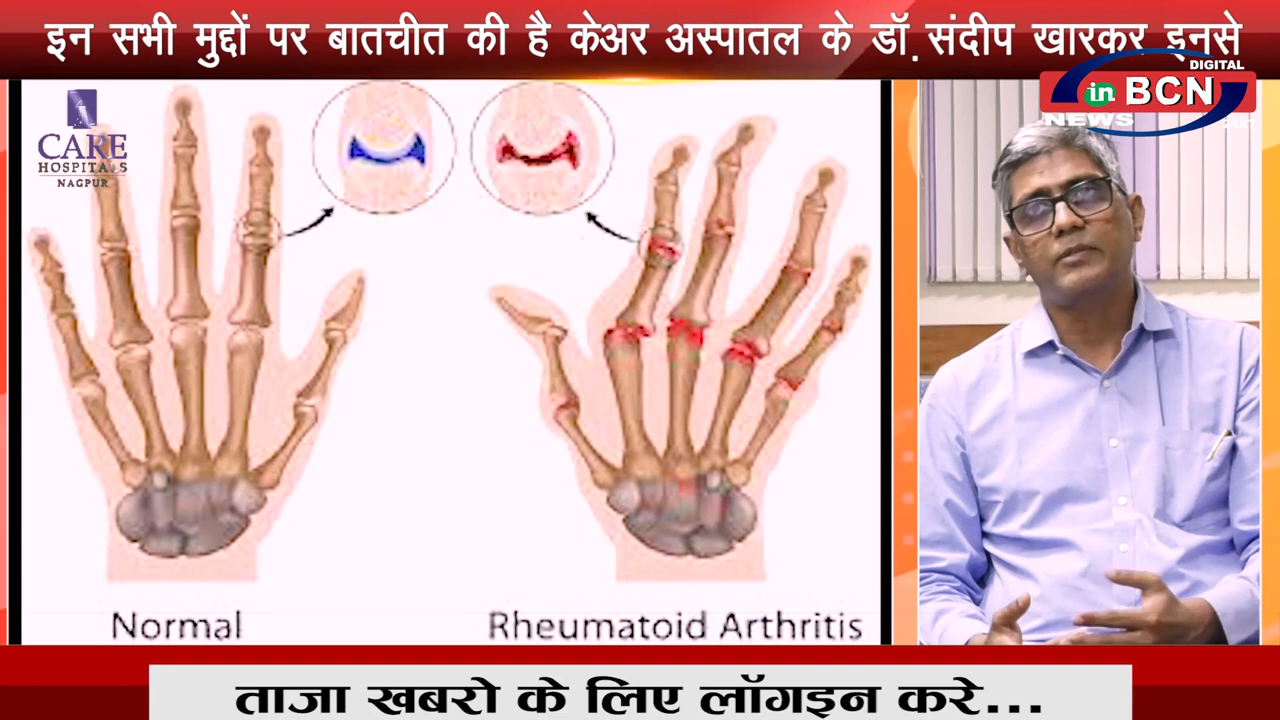 इन सभी मुद्दों पर बातचीत की है केअर अस्पातल के डॉ.संदीप खारकर इनसे
DIGITAL
in BCN
NEWS
CARE
HOSPITALS
NAGPUR
Normal
Rheumatoid Arthritis
ताजा खबरो के लिए लॉगइन करे...